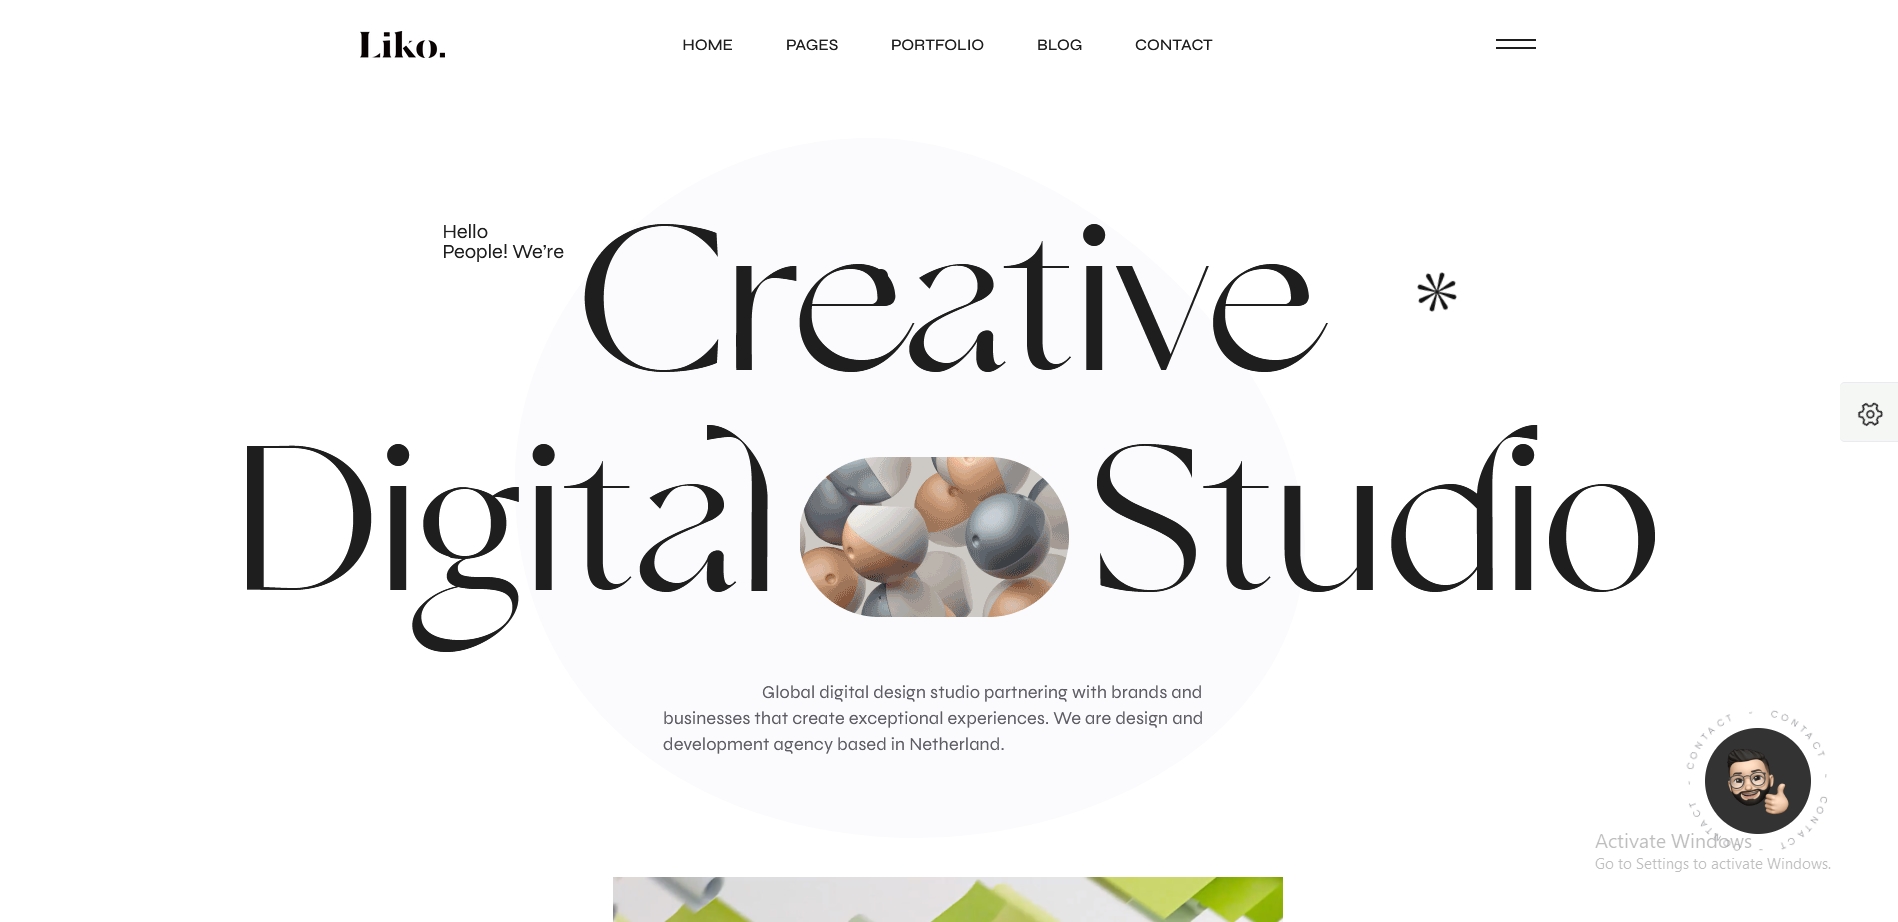 Liko.
HOME PAGES PORTFOLIO BLOG CONTACT
Hello
People! We're
Creative
Digital Studio
Global digital design studio partnering with brands and
businesses that create exceptional experiences. We are design and
development agency based in Netherland.
CONTACT - CONTACT - CONTACT - CONTACT -
Activate Windows
Go to Settings to activate Windows.